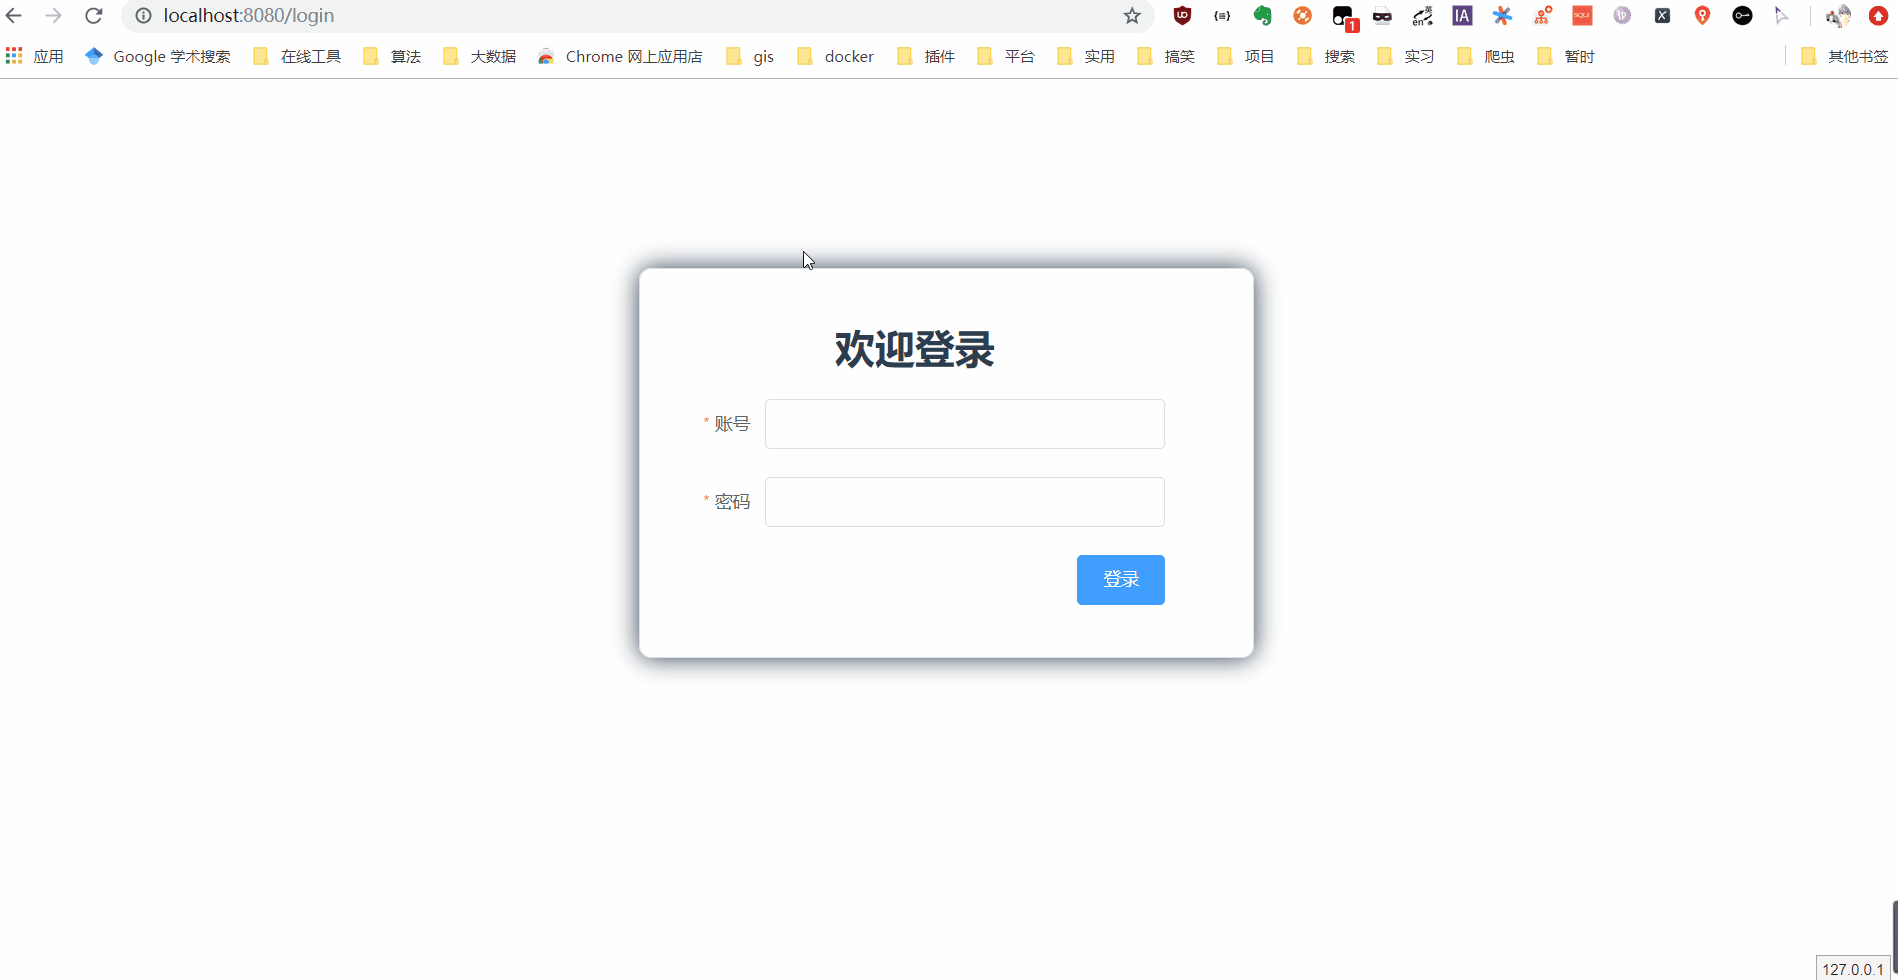 localhost:8080/login
应用 Google 学术搜索 在线工具 算法 大数据 Chrome 网上应用店 gis docker 插件 平台 实用 搞笑 项目 搜索 实习 爬虫 暂时 其他书签
欢迎登录
* 账号
* 密码
登录
127.0.0.1